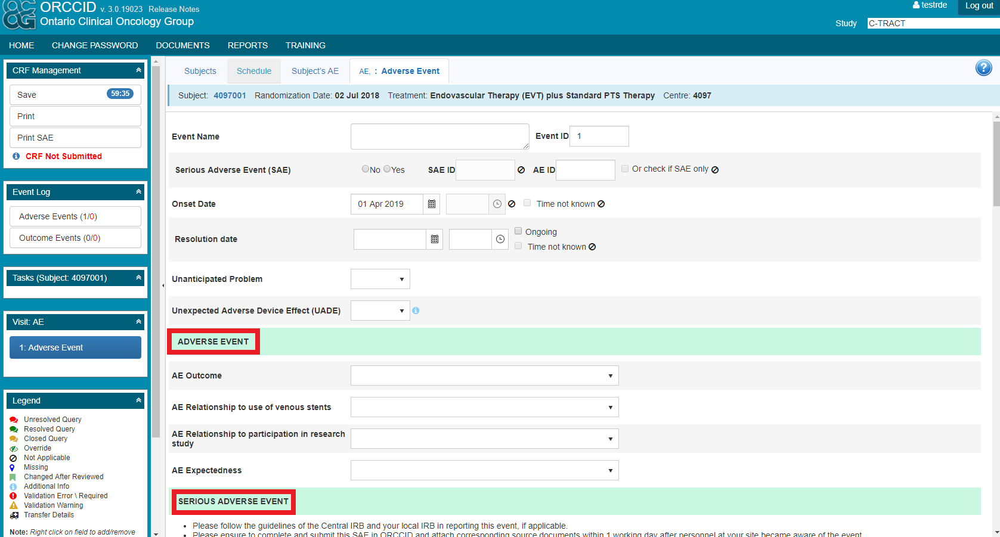 ORCCID v. 3.0.19023 Release Notes
Ontario Clinical Oncology Group
testrde Log out
Study C-TRACT
HOME CHANGE PASSWORD DOCUMENTS REPORTS TRAINING
CRF Management
Save 59:35
Print
Print SAE
CRF Not Submitted
Event Log
Adverse Events (1/0)
Outcome Events (0/0)
Tasks (Subject: 4097001)
Visit: AE
1: Adverse Event
Legend
Unresolved Query
Resolved Query
Closed Query
Override
Not Applicable
Missing
Changed After Reviewed
Additional Info
Validation Error \ Required
Validation Warning
Transfer Details
Note: Right click on field to add/remove
Subjects Schedule Subject's AE AE, : Adverse Event
Subject: 4097001 Randomization Date: 02 Jul 2018 Treatment: Endovascular Therapy (EVT) plus Standard PTS Therapy Centre: 4097
Event Name Event ID 1
Serious Adverse Event (SAE) No Yes SAE ID AE ID Or check if SAE only
Onset Date 01 Apr 2019 Time not known
Resolution date Ongoing
Time not known
Unanticipated Problem
Unexpected Adverse Device Effect (UADE)
ADVERSE EVENT
AE Outcome
AE Relationship to use of venous stents
AE Relationship to participation in research
study
AE Expectedness
SERIOUS ADVERSE EVENT
• Please follow the guidelines of the Central IRB and your local IRB in reporting this event, if applicable.
• Please ensure to complete and submit this SAE in ORCCID and attach corresponding source documents within 1 working day after personnel at your site became aware of the event